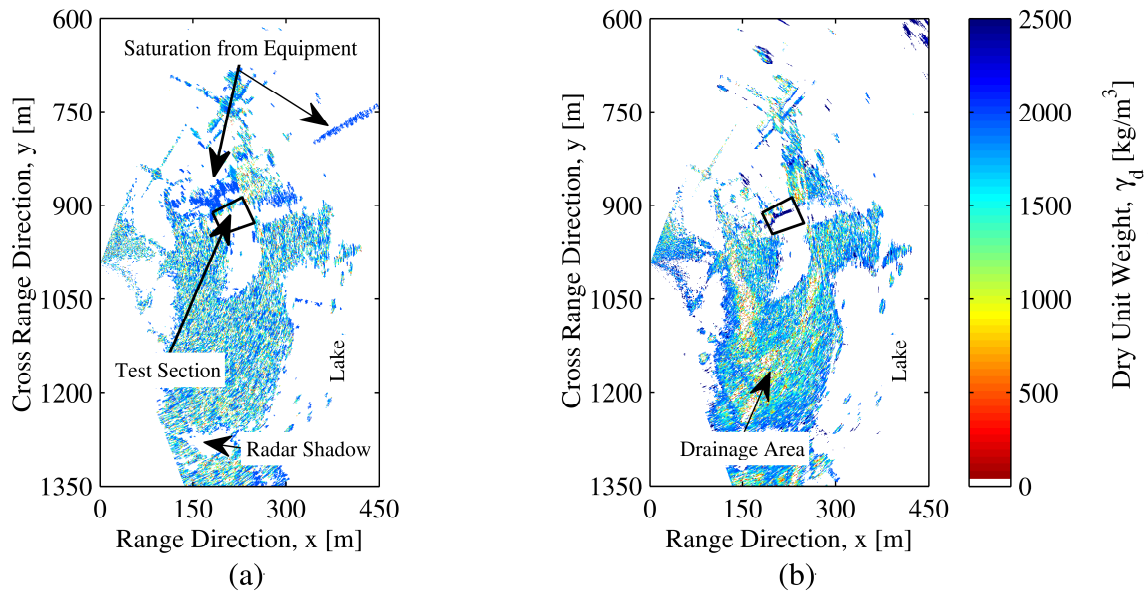 600
750
900
1050
1200
1350
0
150
300
450
Cross Range Direction, y [m]
Range Direction, x [m]
Saturation from Equipment
Test Section
Lake
Radar Shadow
(a)
600
750
900
1050
1200
1350
0
150
300
450
Cross Range Direction, y [m]
Range Direction, x [m]
Lake
Drainage Area
(b)
2500
2000
1500
1000
500
0
Dry Unit Weight, γd [kg/m³]